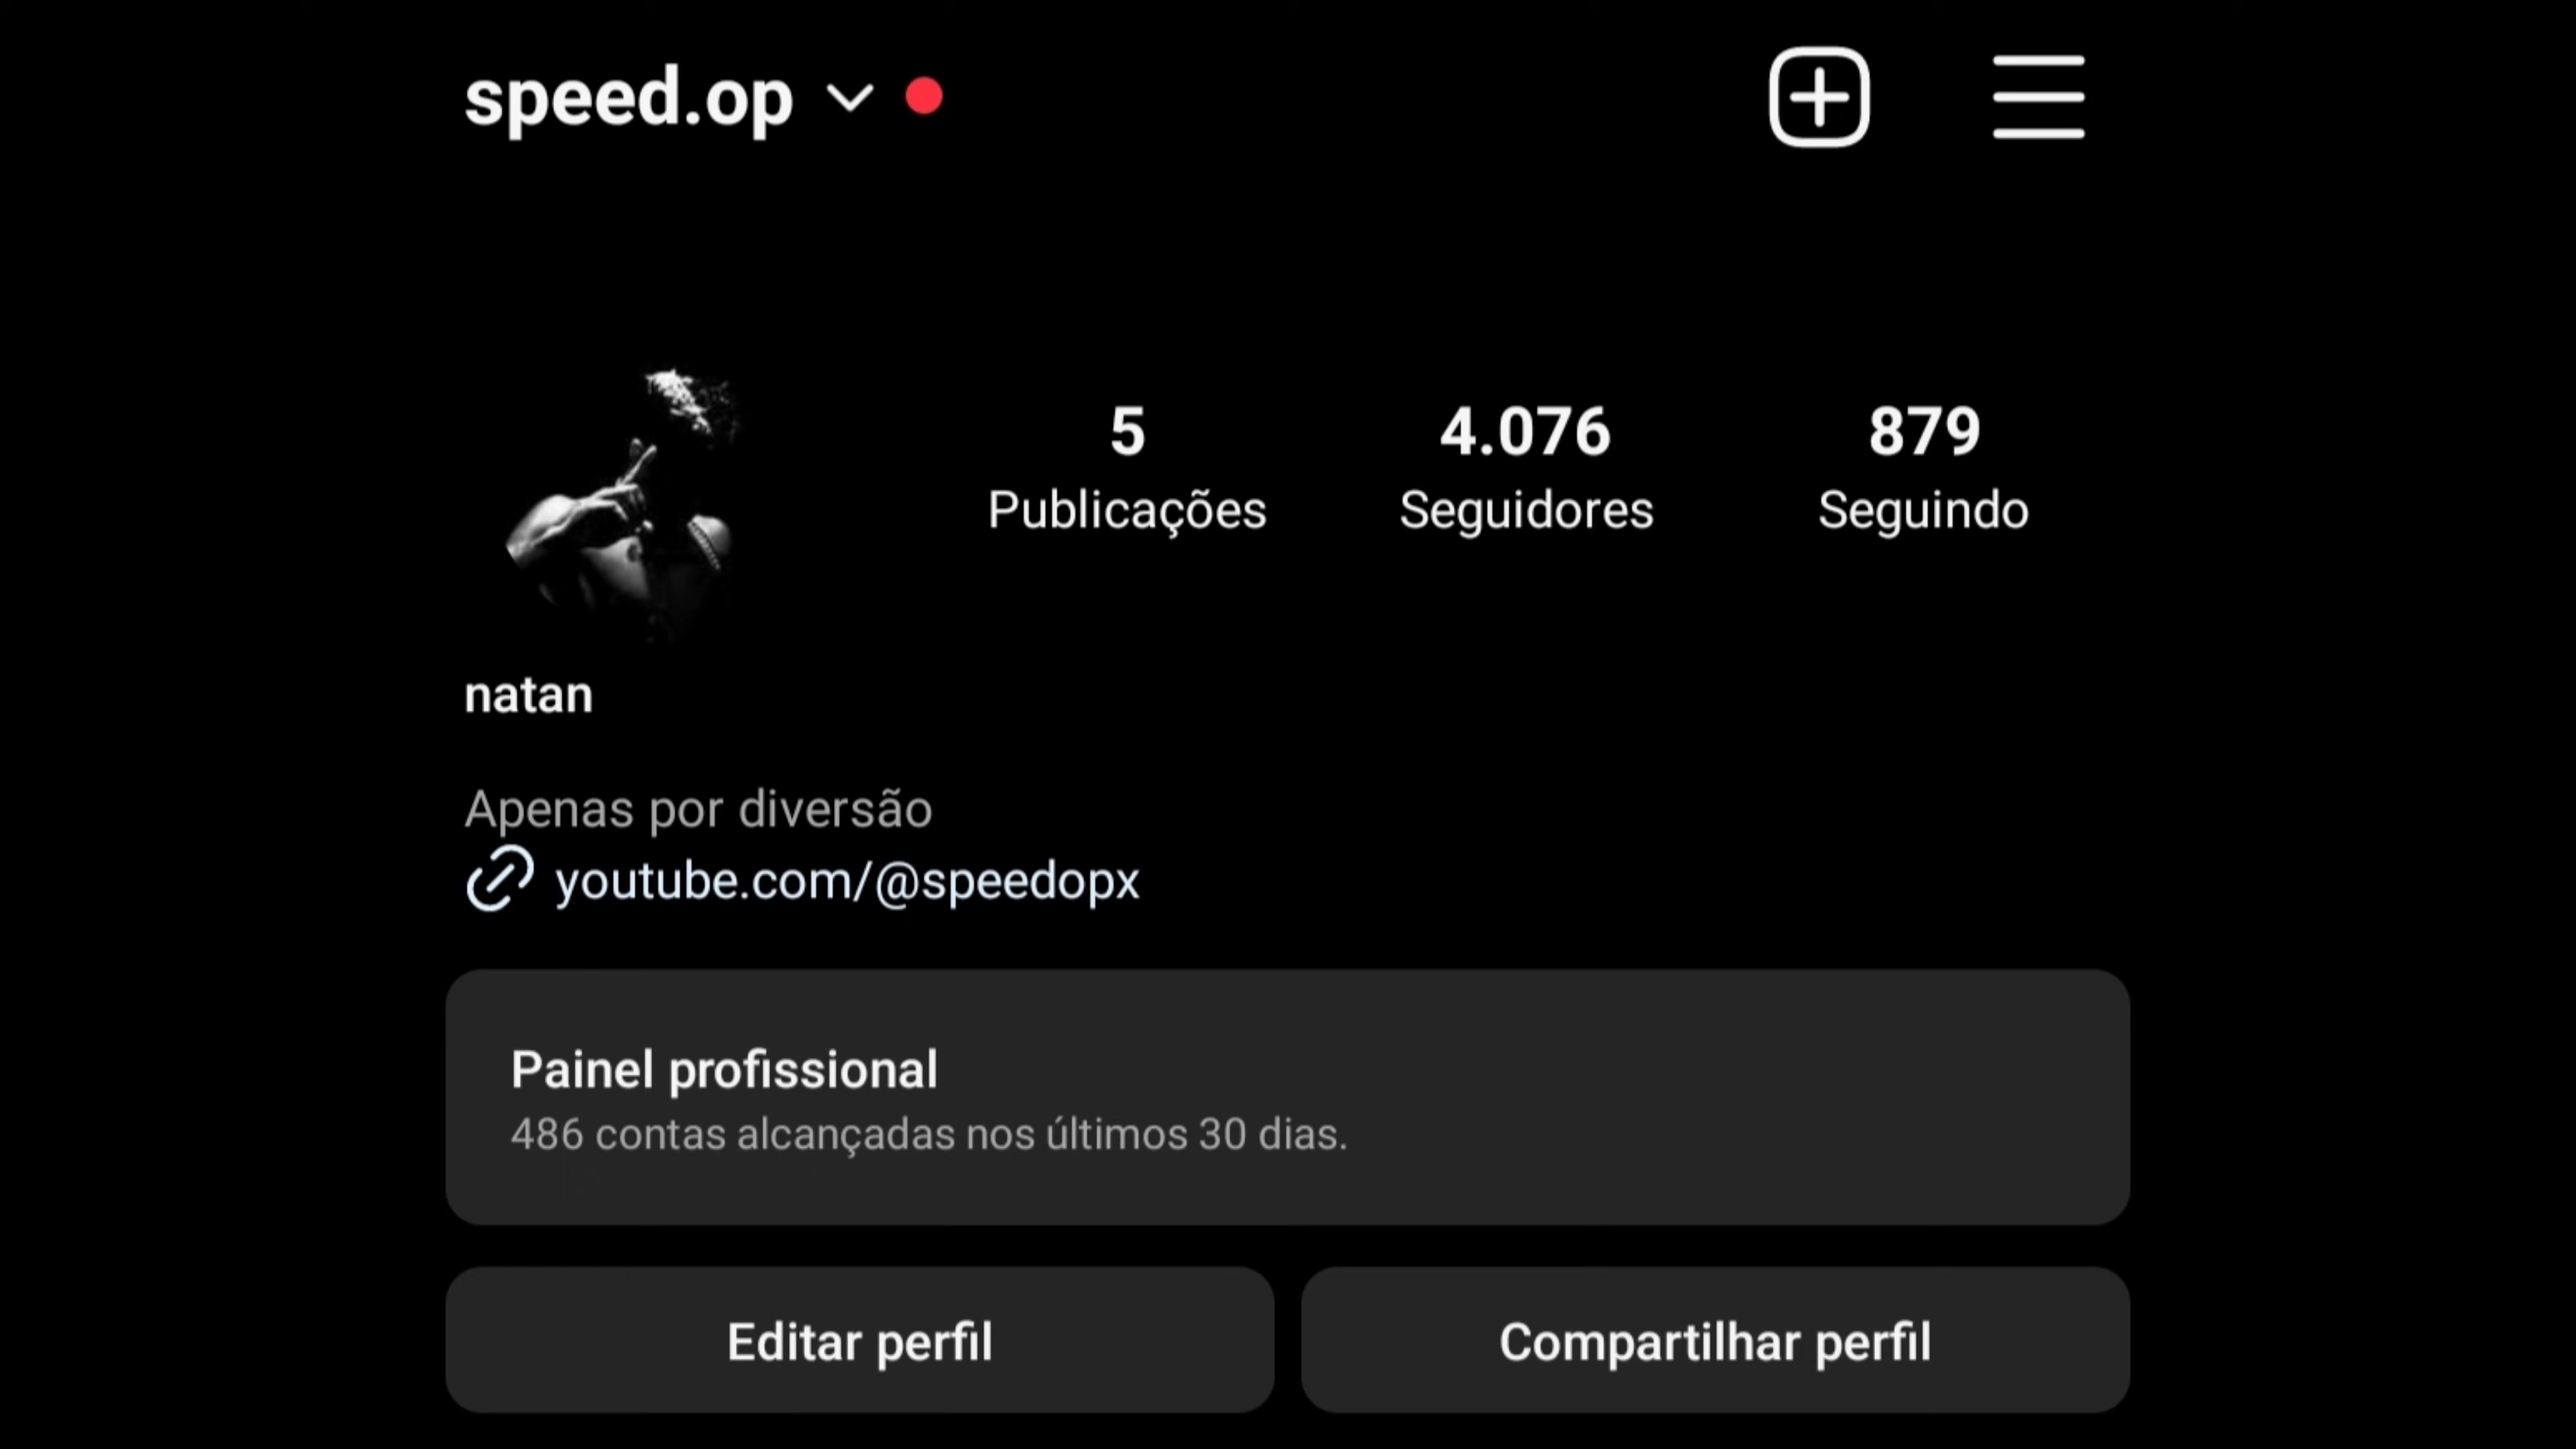 speed.op
5 4.076 879
Publicações Seguidores Seguindo
natan
Apenas por diversão
youtube.com/@speedopx
Painel profissional
486 contas alcançadas nos últimos 30 dias.
Editar perfil Compartilhar perfil